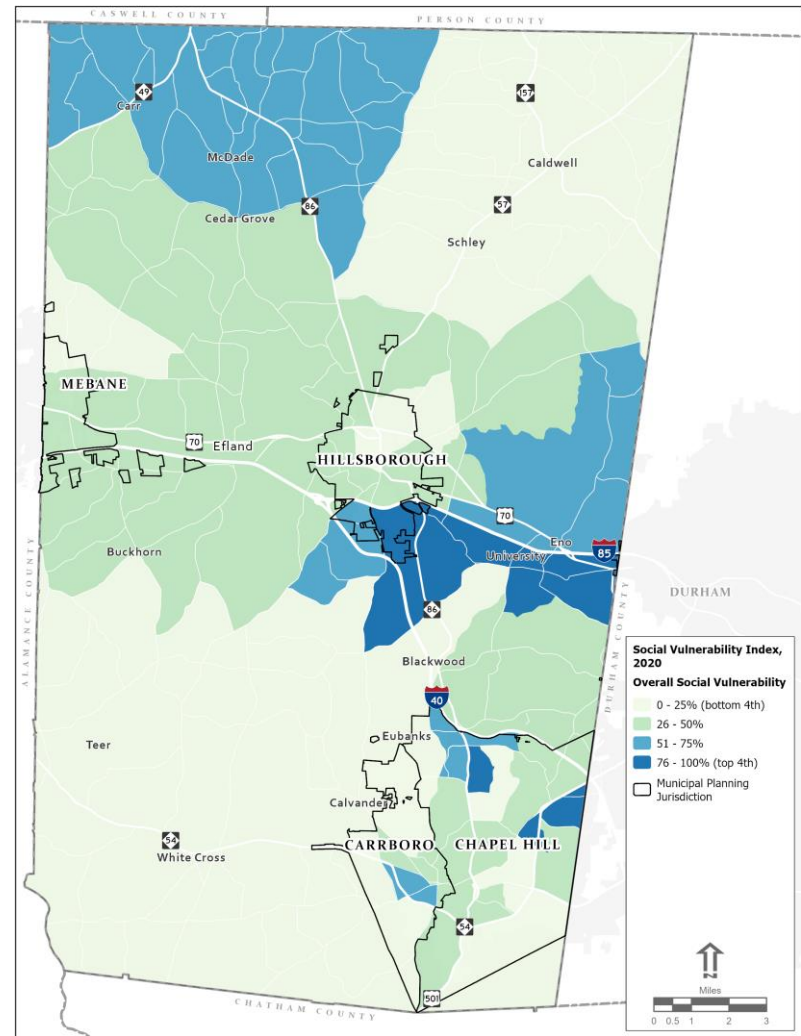 CASWELL COUNTY
PERSON COUNTY
49
157
Carr
McDade
Caldwell
86
57
Cedar Grove
Schley
MEBANE
70
Efland
HILLSBOROUGH
70
Buckhorn
Eno
University
85
ALAMANCE COUNTY
DURHAM
86
DURHAM COUNTY
Blackwood
40
Eubanks
Teer
Calvander
54
CARRBORO
CHAPEL HILL
White Cross
54
501
CHATHAM COUNTY
Social Vulnerability Index,
2020
Overall Social Vulnerability
0 - 25% (bottom 4th)
26 - 50%
51 - 75%
76 - 100% (top 4th)
Municipal Planning
Jurisdiction
N
Miles
0 0.5 1 2 3